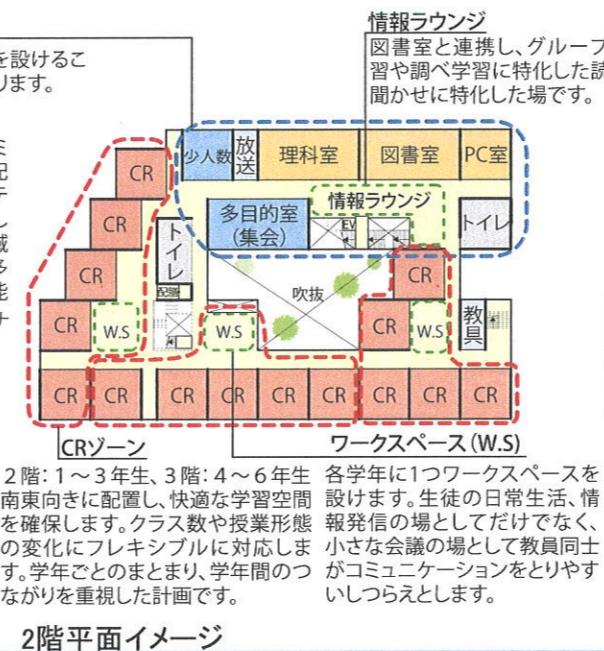 を設けるこ
ります。
ミ
配
テ
し
減
多
能
ナ
情報ラウンジ
図書室と連携し、グループ
習や調べ学習に特化した読
聞かせに特化した場です。
少人数
放送
理科室
図書室
PC室
情報ラウンジ
多目的室
(集会)
EV
トイレ
トイレ
配膳
吹抜
教具
CR
CR
CR
CR
W.S
W.S
CR
CR
W.S
CR
CR
CR
CR
CR
CR
CR
CR
CR
CRゾーン
2階:1～3年生、3階:4～6年生
南東向きに配置し、快適な学習空間
を確保します。クラス数や授業形態
の変化にフレキシブルに対応しま
す。学年ごとのまとまり、学年間のつ
ながりを重視した計画です。
ワークスペース(W.S)
各学年に1つワークスペースを
設けます。生徒の日常生活、情
報発信の場としてだけでなく、
小さな会議の場として教員同士
がコミュニケーションをとりやす
いしつらえとします。
2階平面イメージ